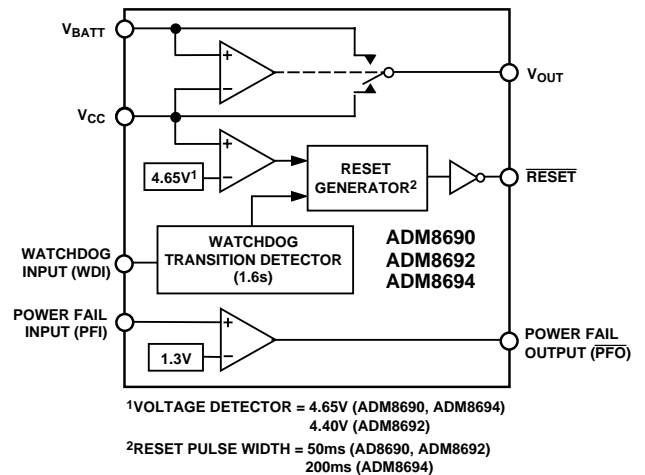 VBATT
VOUT
VCC
+
−
+
−
4.65V1
RESET
GENERATOR2
RESET
WATCHDOG
INPUT (WDI)
WATCHDOG
TRANSITION DETECTOR
(1.6s)
ADM8690
ADM8692
ADM8694
POWER FAIL
INPUT (PFI)
+
−
1.3V
POWER FAIL
OUTPUT (PFO)
1VOLTAGE DETECTOR = 4.65V (ADM8690, ADM8694)
4.40V (ADM8692)
2RESET PULSE WIDTH = 50ms (AD8690, ADM8692)
200ms (ADM8694)